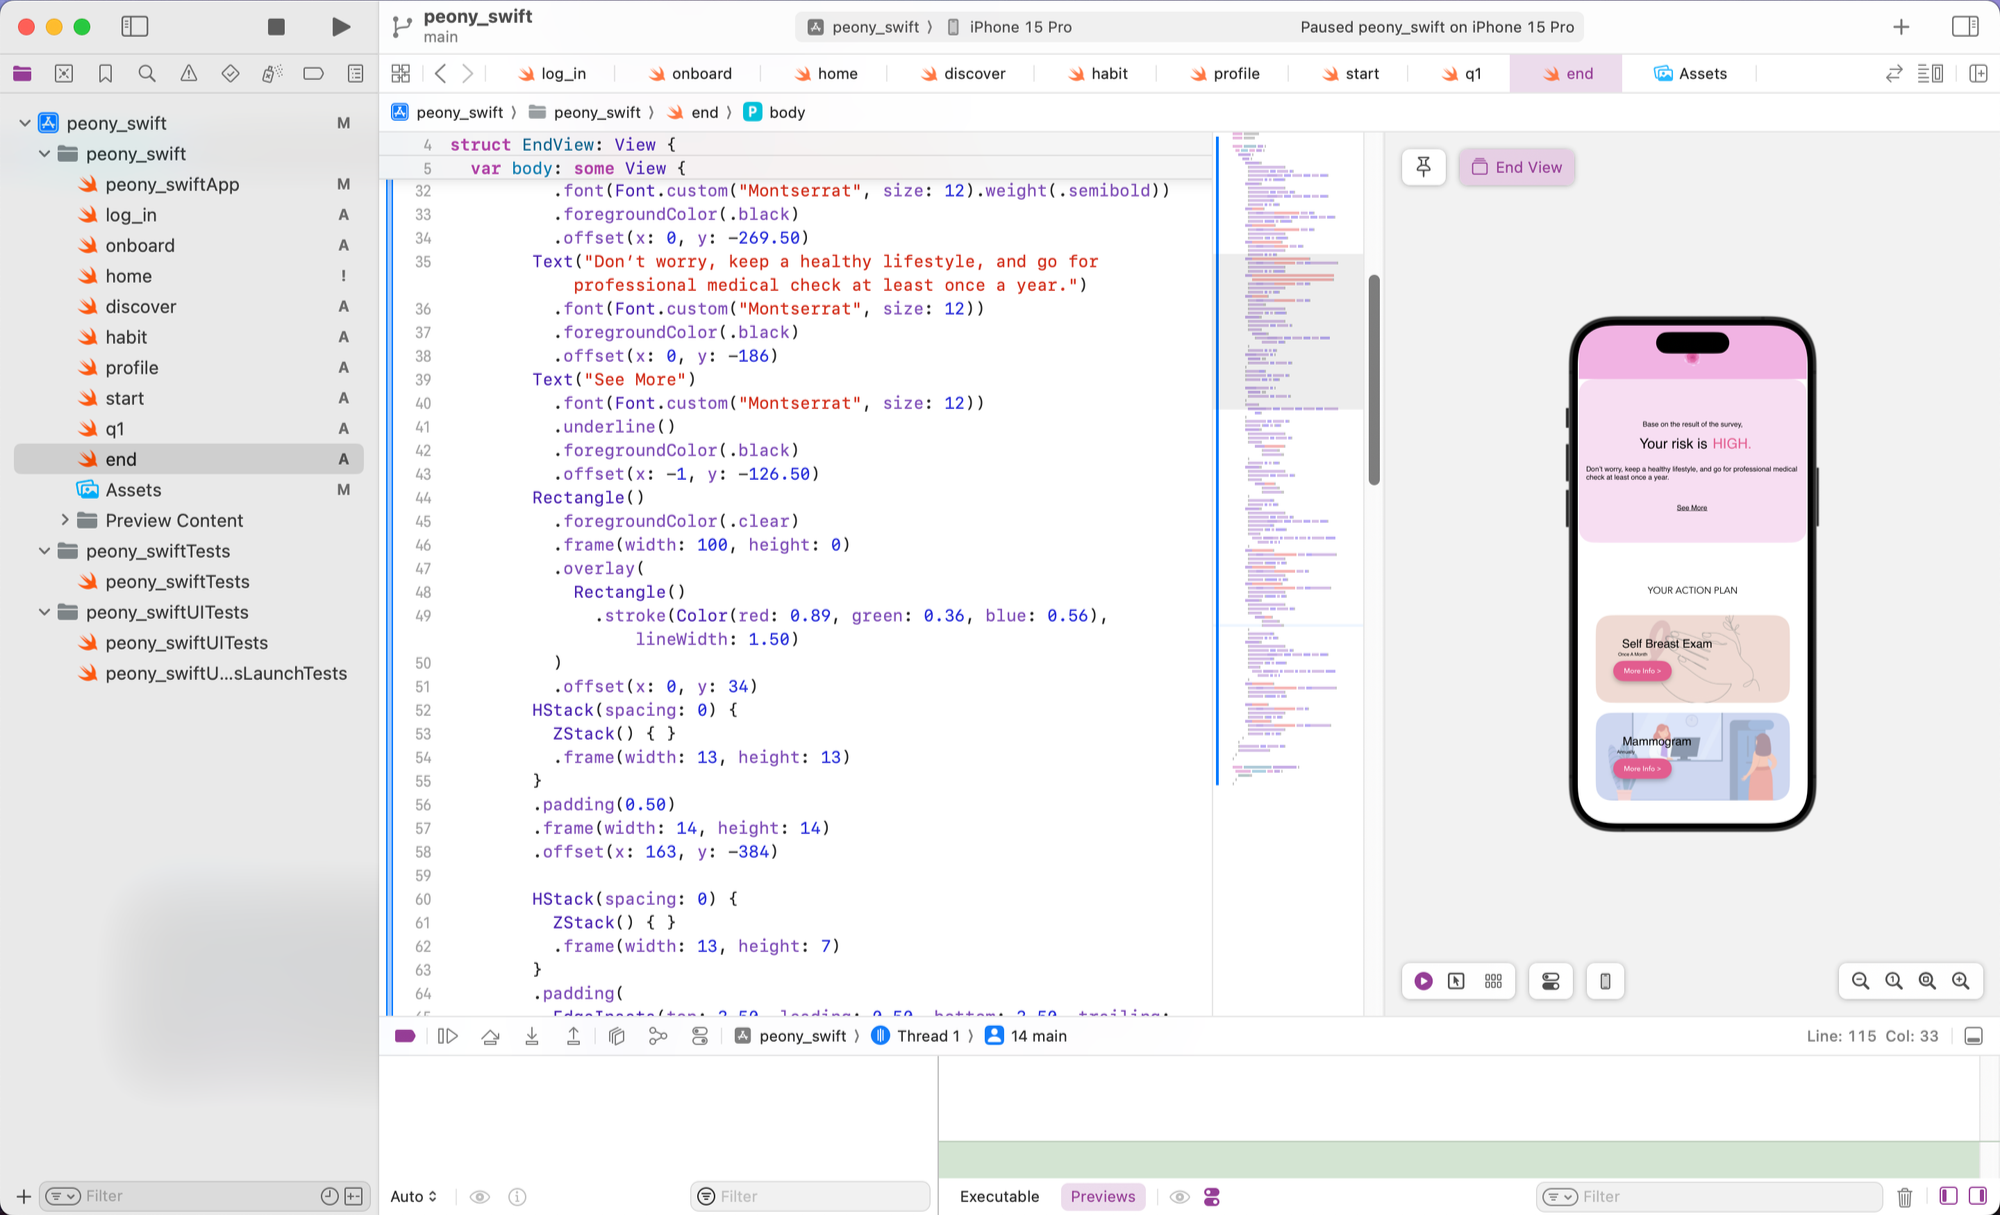 peony_swift
main
peony_swift 〉 iPhone 15 Pro
Paused peony_swift on iPhone 15 Pro
log_in
onboard
home
discover
habit
profile
start
q1
end
Assets
peony_swift 〉 peony_swift 〉 end 〉 P body
peony_swift M
peony_swift
peony_swiftApp M
log_in A
onboard A
home !
discover A
habit A
profile A
start A
q1 A
end A
Assets M
Preview Content
peony_swiftTests
peony_swiftTests
peony_swiftUITests
peony_swiftUITests
peony_swiftU...sLaunchTests
4 struct EndView: View {
5 var body: some View {
32 .font(Font.custom("Montserrat", size: 12).weight(.semibold))
33 .foregroundColor(.black)
34 .offset(x: 0, y: -269.50)
35 Text("Don’t worry, keep a healthy lifestyle, and go for
professional medical check at least once a year.")
36 .font(Font.custom("Montserrat", size: 12))
37 .foregroundColor(.black)
38 .offset(x: 0, y: -186)
39 Text("See More")
40 .font(Font.custom("Montserrat", size: 12))
41 .underline()
42 .foregroundColor(.black)
43 .offset(x: -1, y: -126.50)
44 Rectangle()
45 .foregroundColor(.clear)
46 .frame(width: 100, height: 0)
47 .overlay(
48 Rectangle()
49 .stroke(Color(red: 0.89, green: 0.36, blue: 0.56),
lineWidth: 1.50)
50 )
51 .offset(x: 0, y: 34)
52 HStack(spacing: 0) {
53 ZStack() { }
54 .frame(width: 13, height: 13)
55 }
56 .padding(0.50)
57 .frame(width: 14, height: 14)
58 .offset(x: 163, y: -384)
59
60 HStack(spacing: 0) {
61 ZStack() { }
62 .frame(width: 13, height: 7)
63 }
64 .padding(
End View
Base on the result of the survey,
Your risk is HIGH.
Don't worry, keep a healthy lifestyle, and go for professional medical
check at least once a year.
See More
YOUR ACTION PLAN
Self Breast Exam
Once A Month
More Info >
Mammogram
Annually
More Info >
peony_swift 〉 Thread 1 〉 14 main
Line: 115 Col: 33
Filter
Auto
Filter
Executable
Previews
Filter